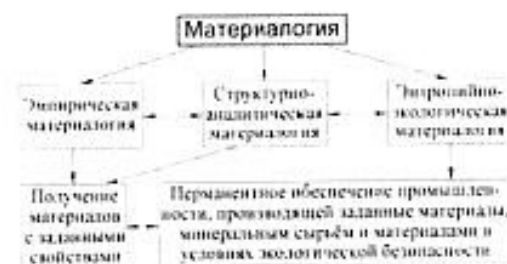 Материалогия
Эмпирическая
материалогия
Структурно-
аналитическая
материалогия
Энтропийно-
экологическая
материалогия
Получение
материалов
с заданными
свойствами
Перманентное обеспечение промышлен-
ности, производящей заданные материалы,
минеральным сырьём и материалами в
условиях экологической безопасности